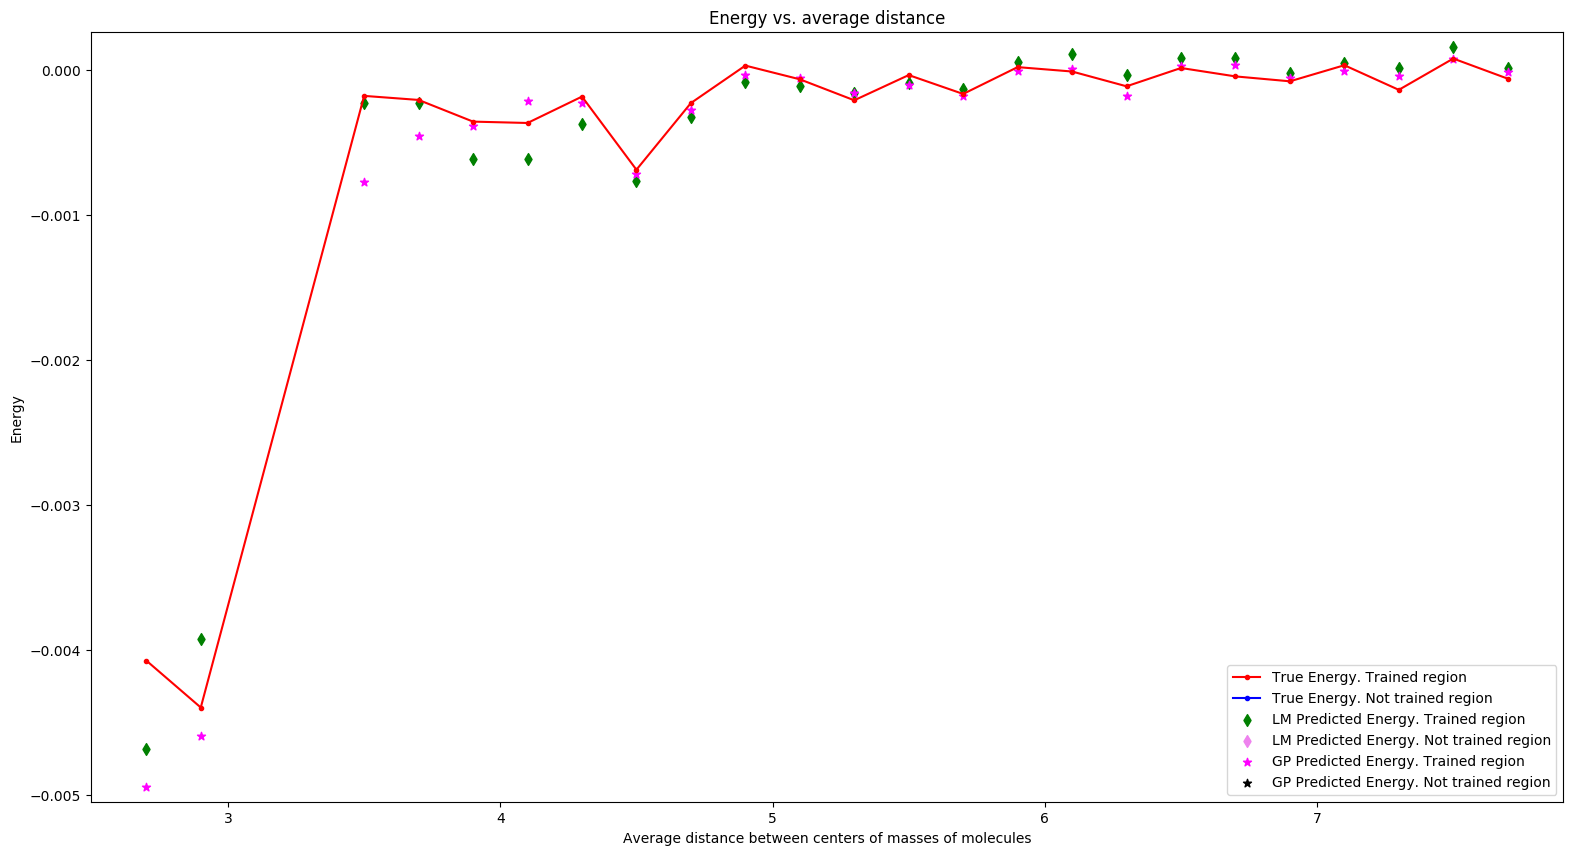 Energy vs. average distance
0.000
−0.001
−0.002
−0.003
−0.004
−0.005
Energy
3 4 5 6 7
Average distance between centers of masses of molecules
True Energy. Trained region
True Energy. Not trained region
LM Predicted Energy. Trained region
LM Predicted Energy. Not trained region
GP Predicted Energy. Trained region
GP Predicted Energy. Not trained region